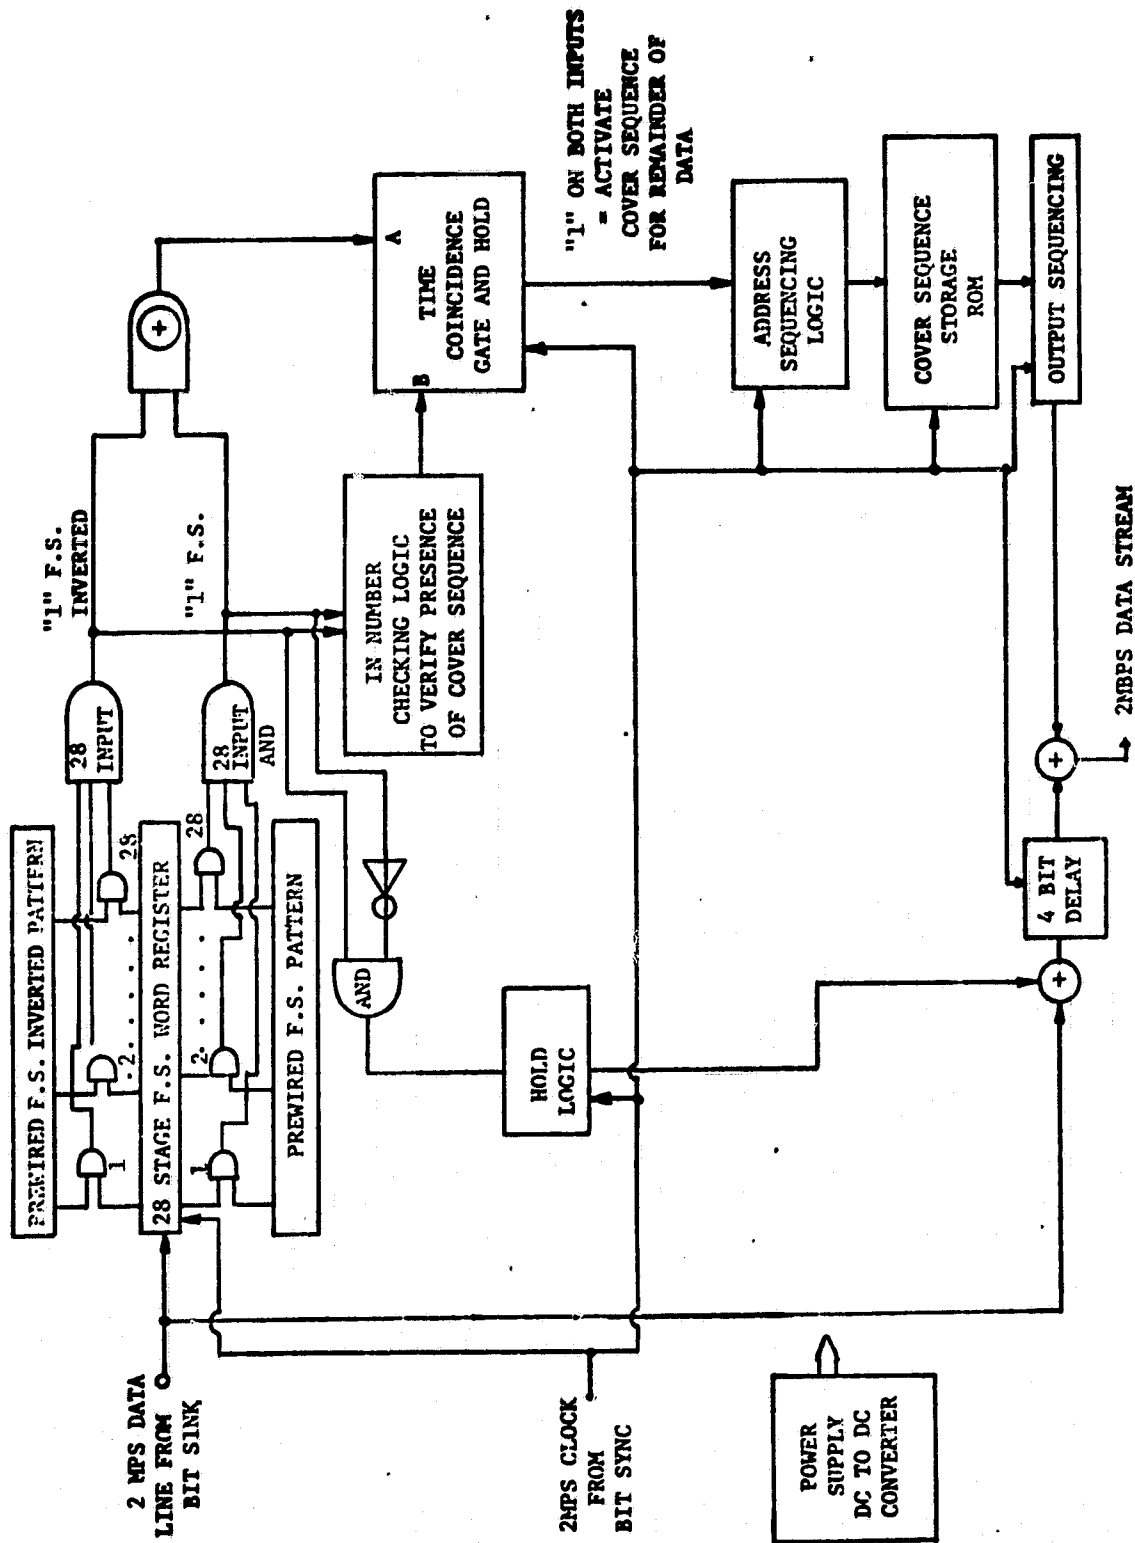 PREWIRED F.S. INVERTED PATTERN
28 STAGE F.S. WORD REGISTER
PREWIRED F.S. PATTERN
1
2
28
1
2
28
28
INPUT
28
INPUT
AND
"1" F.S.
INVERTED
"1" F.S.
+
2 MPS DATA
LINE FROM
BIT SINK
IN NUMBER
CHECKING LOGIC
TO VERIFY PRESENCE
OF COVER SEQUENCE
A
B
TIME
COINCIDENCE
GATE AND HOLD
"1" ON BOTH INPUTS
= ACTIVATE
COVER SEQUENCE
FOR REMAINDER OF
DATA
AND
HOLD
LOGIC
2MPS CLOCK
FROM
BIT SYNC
ADDRESS
SEQUENCING
LOGIC
COVER SEQUENCE
STORAGE
ROM
OUTPUT SEQUENCING
POWER
SUPPLY
DC TO DC
CONVERTER
+
4 BIT
DELAY
+
2MBPS DATA STREAM